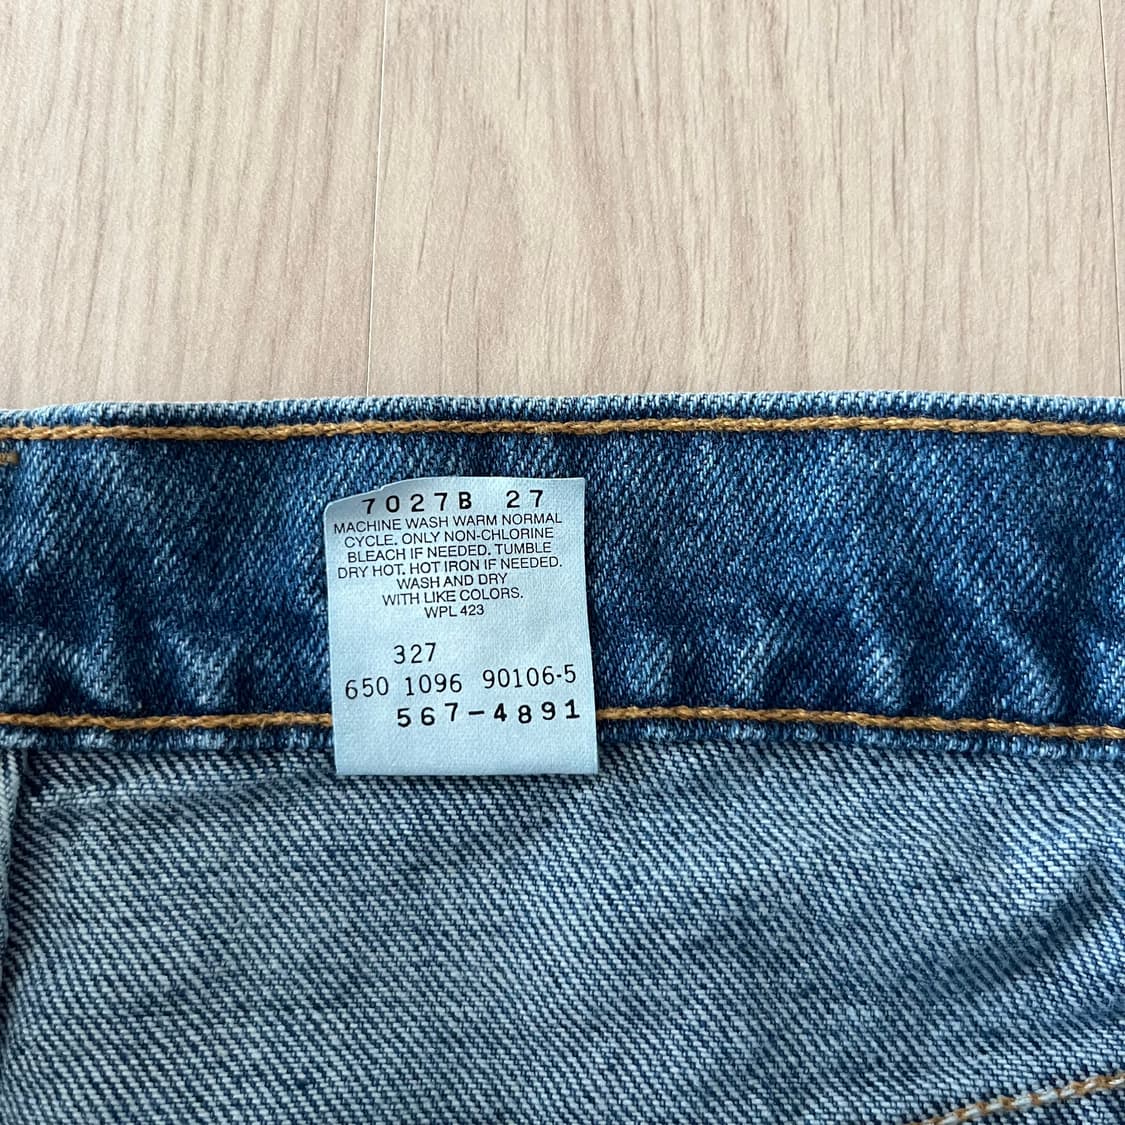 7027B 27
MACHINE WASH WARM NORMAL
CYCLE. ONLY NON-CHLORINE
BLEACH IF NEEDED. TUMBLE
DRY HOT. HOT IRON IF NEEDED.
WASH AND DRY
WITH LIKE COLORS.
WPL 423
327
650 1096 90106-5
567-4891